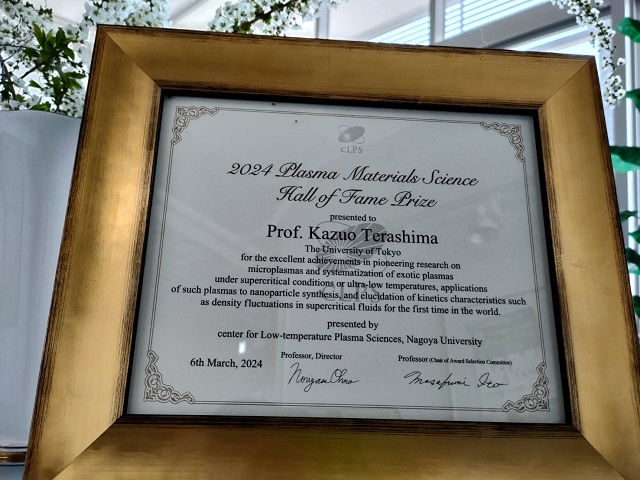 CLPS
2024 Plasma Materials Science
Hall of Fame Prize
presented to
Prof. Kazuo Terashima
The University of Tokyo
for the excellent achievements in pioneering research on
microplasmas and systematization of exotic plasmas
under supercritical conditions or ultra-low temperatures, applications
of such plasmas to nanoparticle synthesis, and elucidation of kinetics characteristics such
as density fluctuations in supercritical fluids for the first time in the world.
presented by
center for Low-temperature Plasma Sciences, Nagoya University
6th March, 2024
Professor, Director
Professor (Chair of Award Selection Committee)
Masafumi Ito